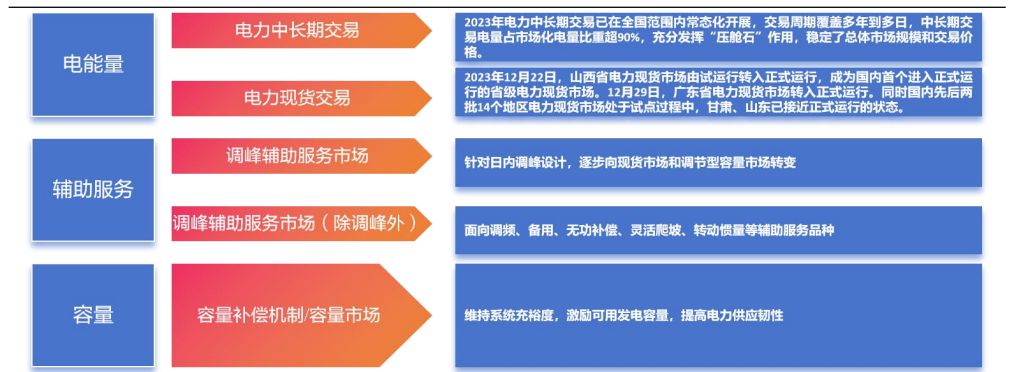 电能量
电力中长期交易
2023年电力中长期交易已在全国范围内常态化开展，交易周期覆盖多年到多日，中长期交
易电量占市场化电量比重超90%，充分发挥“压舱石”作用，稳定了总体市场规模和交易价
格。
电力现货交易
2023年12月22日，山西省电力现货市场由试运行转入正式运行，成为国内首个进入正式运
行的省级电力现货市场。12月29日，广东省电力现货市场转入正式运行。同时国内先后两
批14个地区电力现货市场处于试点过程中，甘肃、山东已接近正式运行的状态。
辅助服务
调峰辅助服务市场
针对日内调峰设计，逐步向现货市场和调节型容量市场转变
调峰辅助服务市场（除调峰外）
面向调频、备用、无功补偿、灵活爬坡、转动惯量等辅助服务品种
容量
容量补偿机制/容量市场
维持系统充裕度，激励可用发电容量，提高电力供应韧性